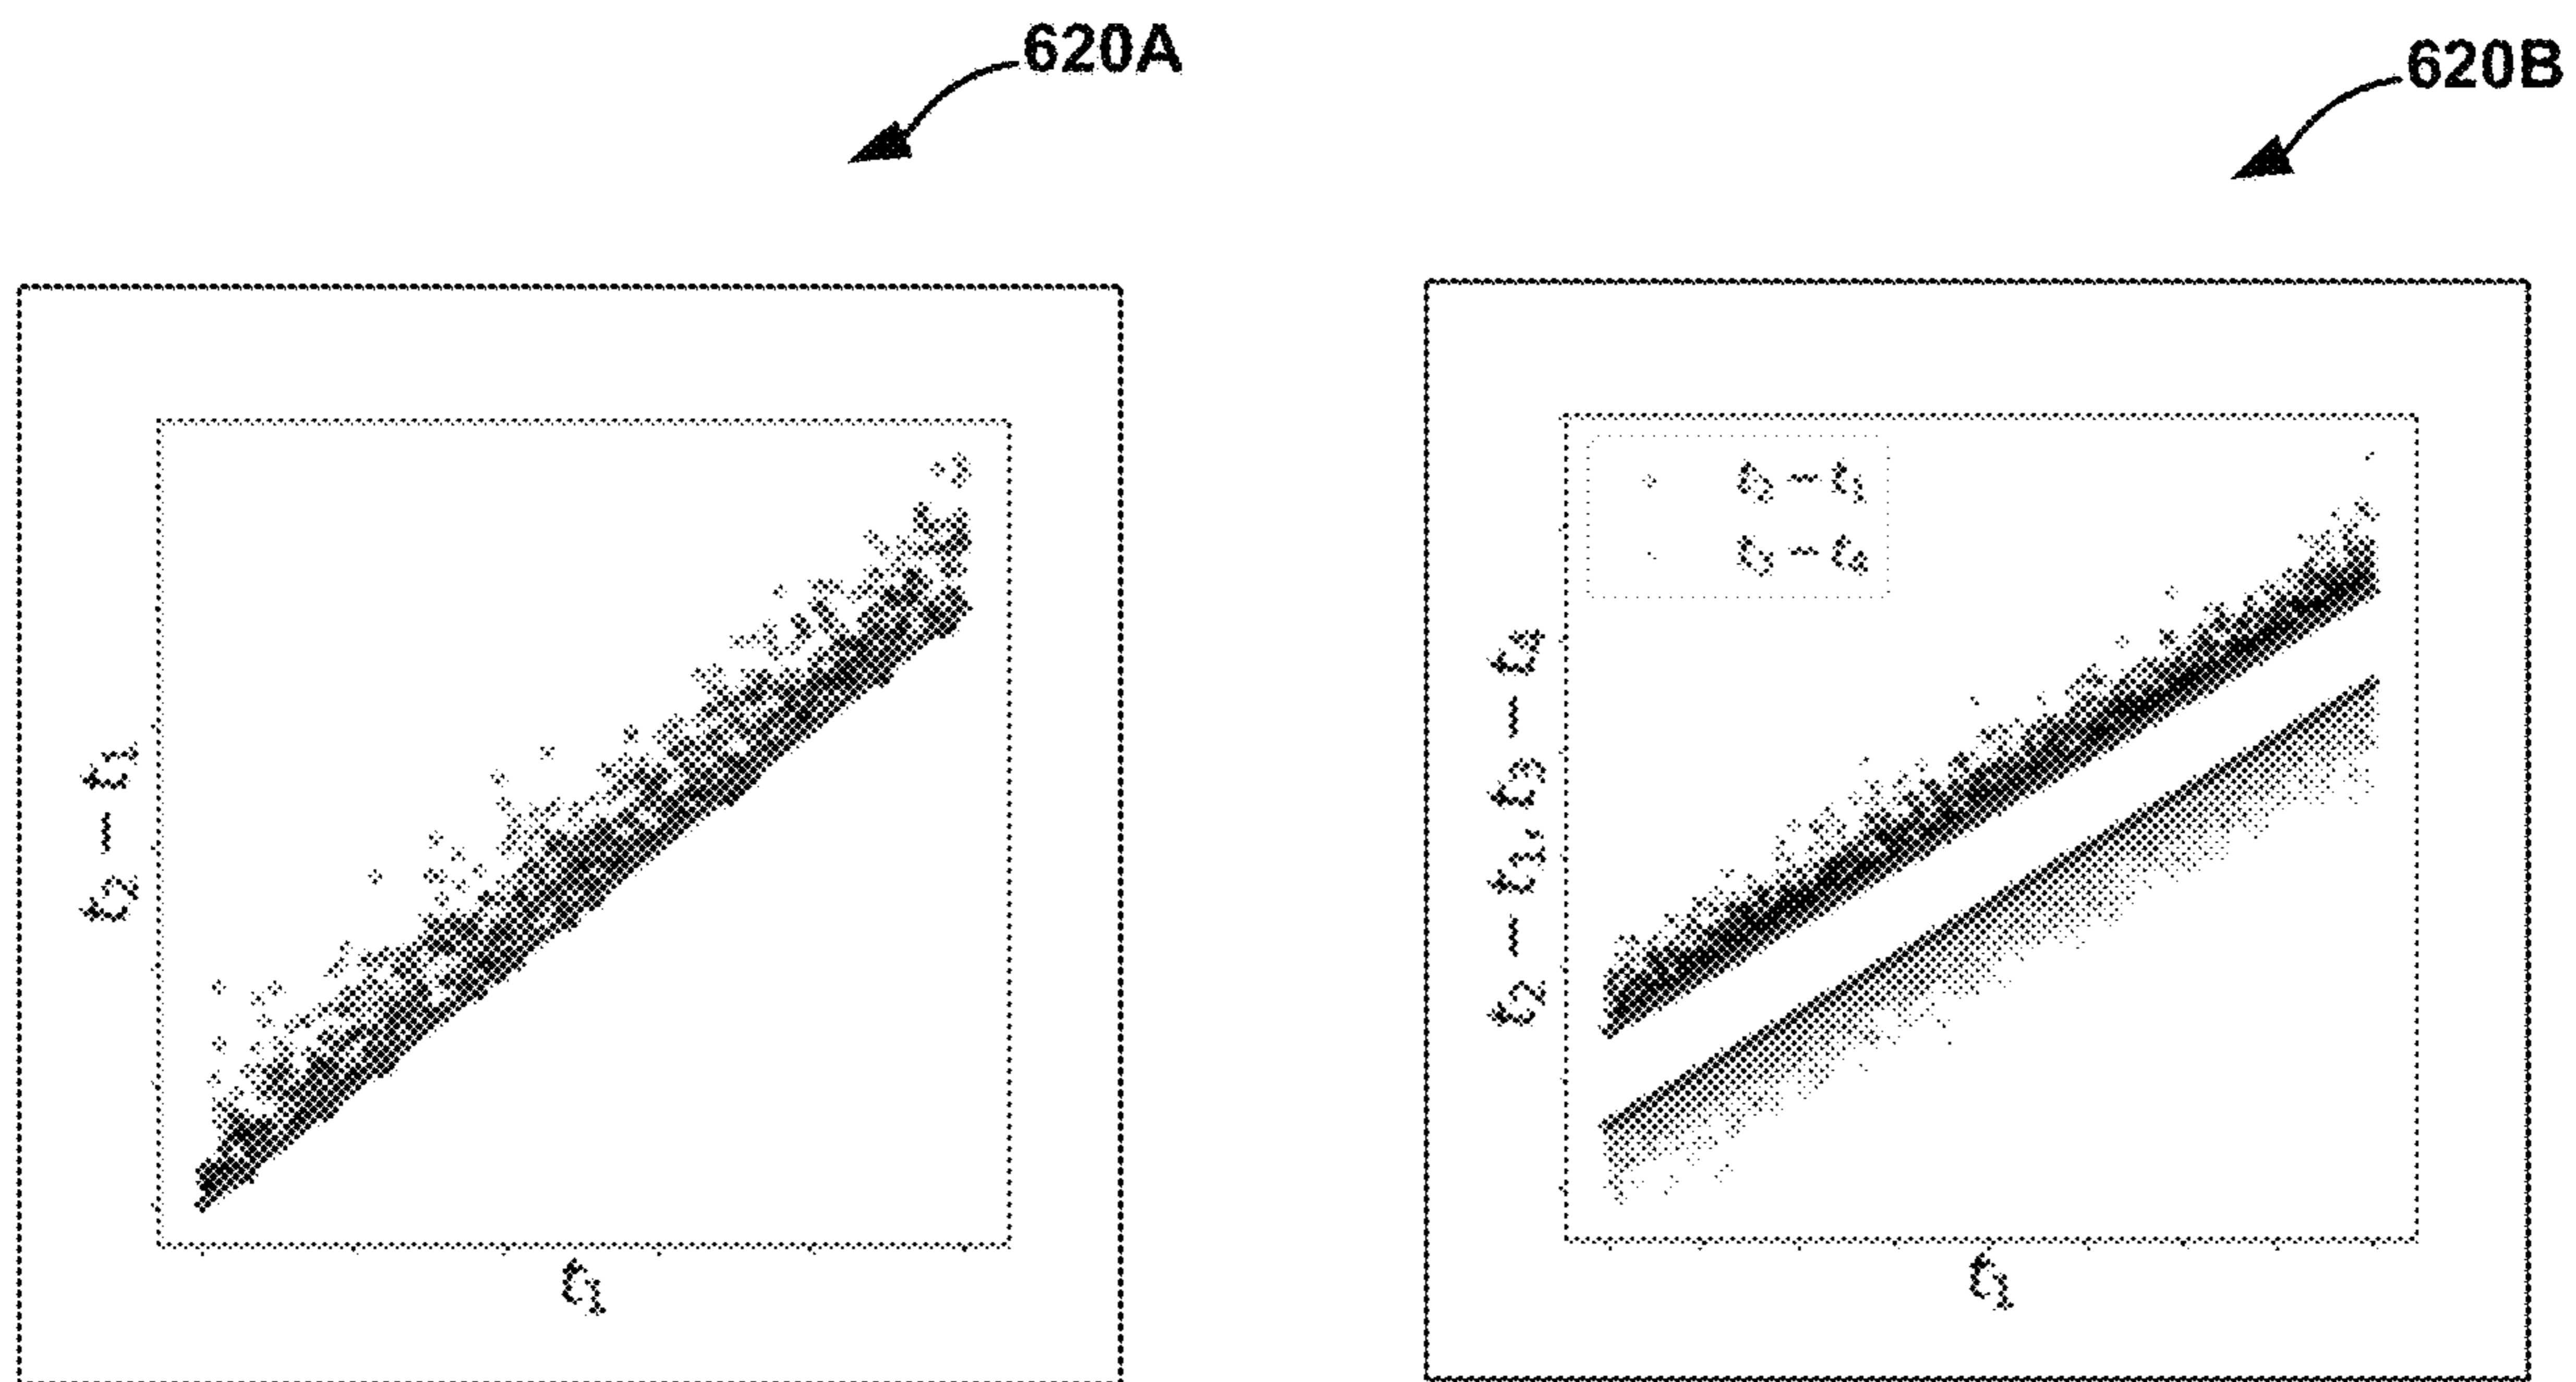 620A
620B
t₂ − t₁
t₁
t₂ − t₁
t₃ − t₄
t₂ − t₁, t₃ − t₄
t₁